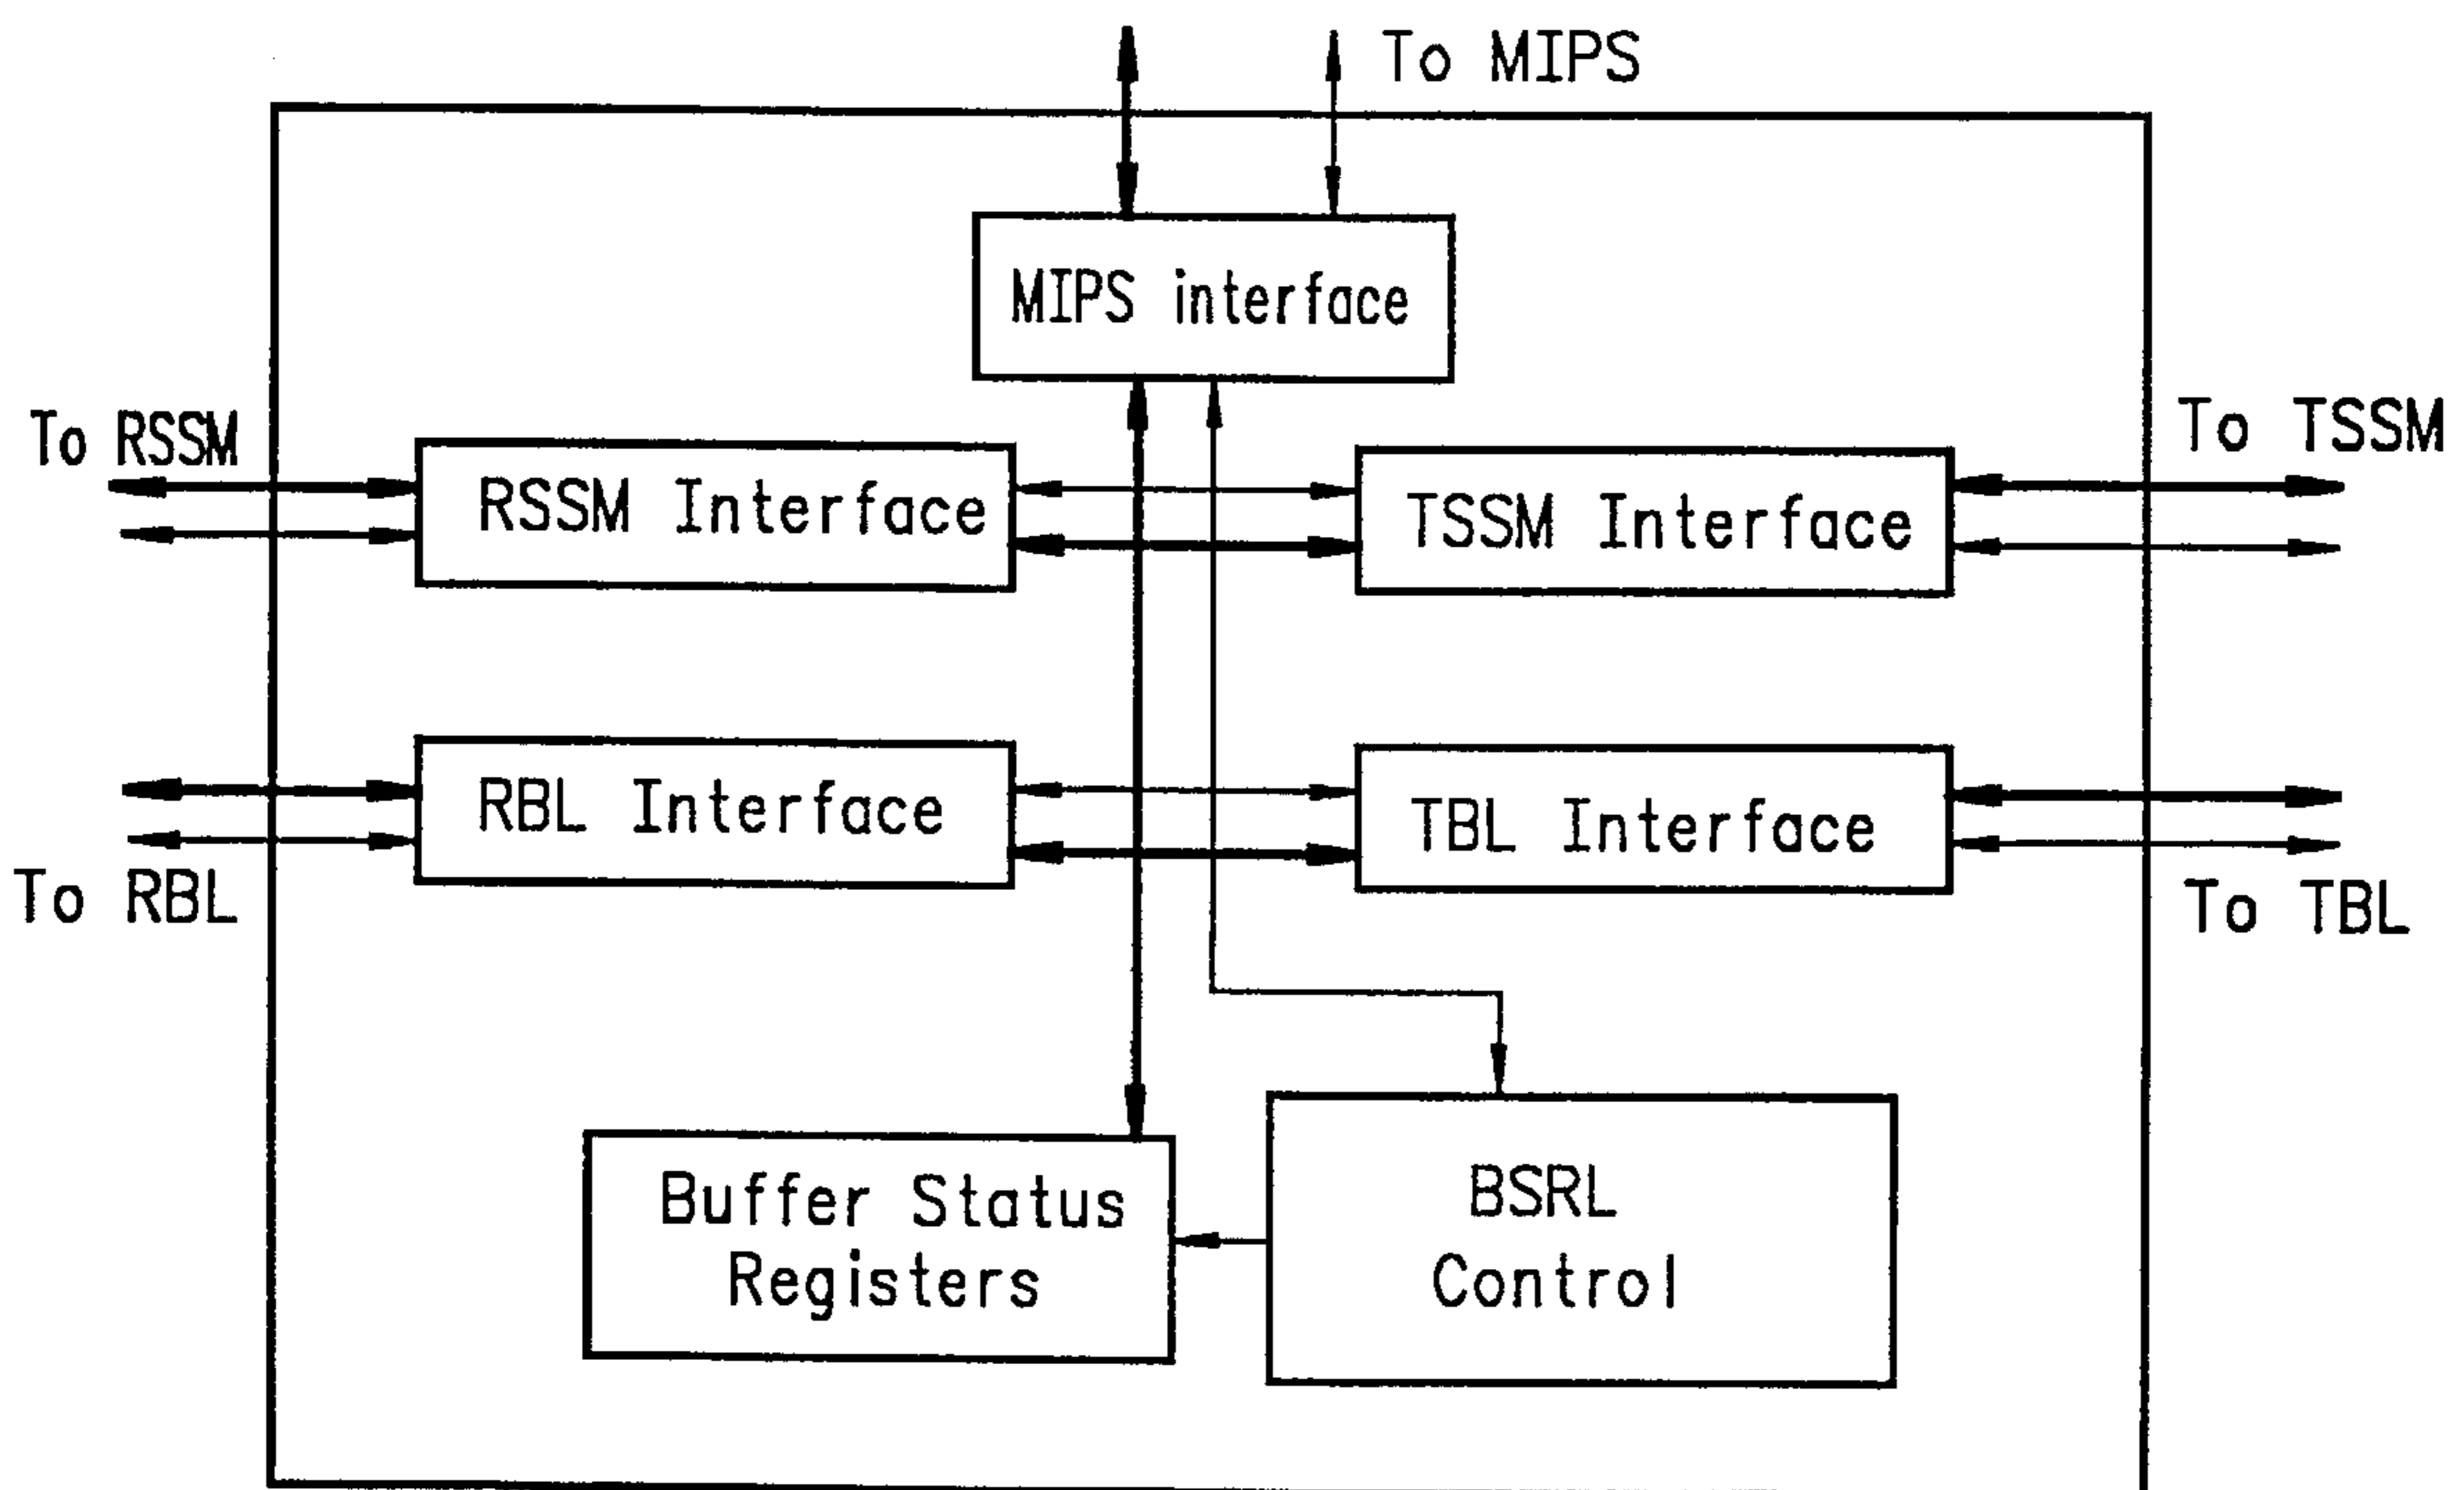 To MIPS
MIPS interface
To RSSM
To TSSM
RSSM Interface
TSSM Interface
RBL Interface
TBL Interface
To RBL
To TBL
Buffer Status
Registers
BSRL
Control